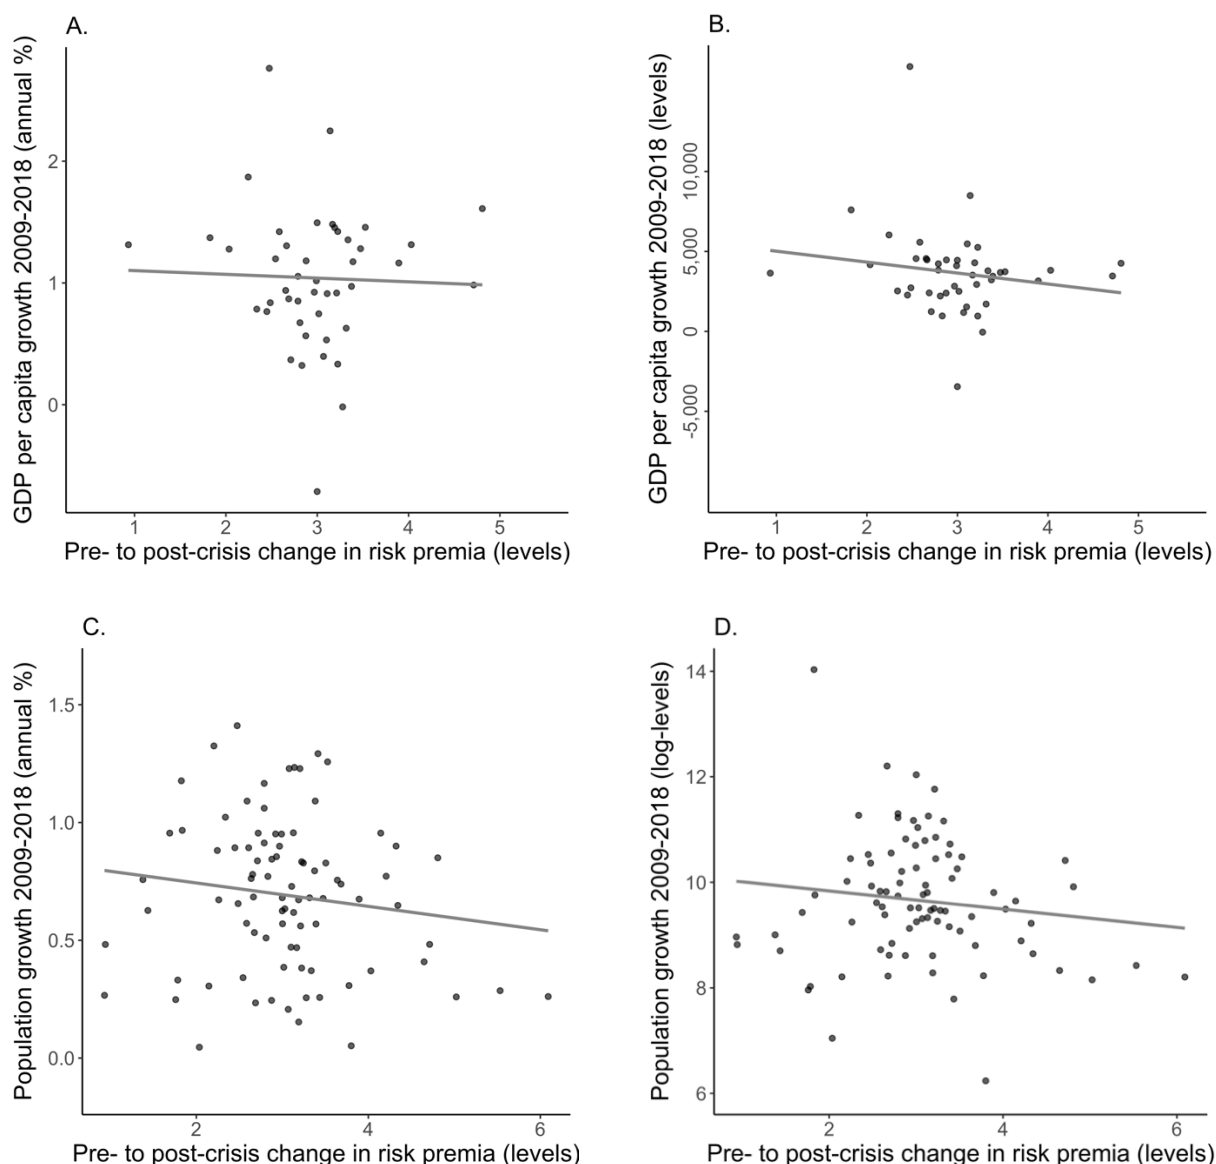 A.
GDP per capita growth 2009-2018 (annual %)
2
1
0
1 2 3 4 5
Pre- to post-crisis change in risk premia (levels)
B.
GDP per capita growth 2009-2018 (levels)
10,000
5,000
0
-5,000
1 2 3 4 5
Pre- to post-crisis change in risk premia (levels)
C.
Population growth 2009-2018 (annual %)
1.5
1.0
0.5
0.0
2 4 6
Pre- to post-crisis change in risk premia (levels)
D.
Population growth 2009-2018 (log-levels)
14
12
10
8
6
2 4 6
Pre- to post-crisis change in risk premia (levels)